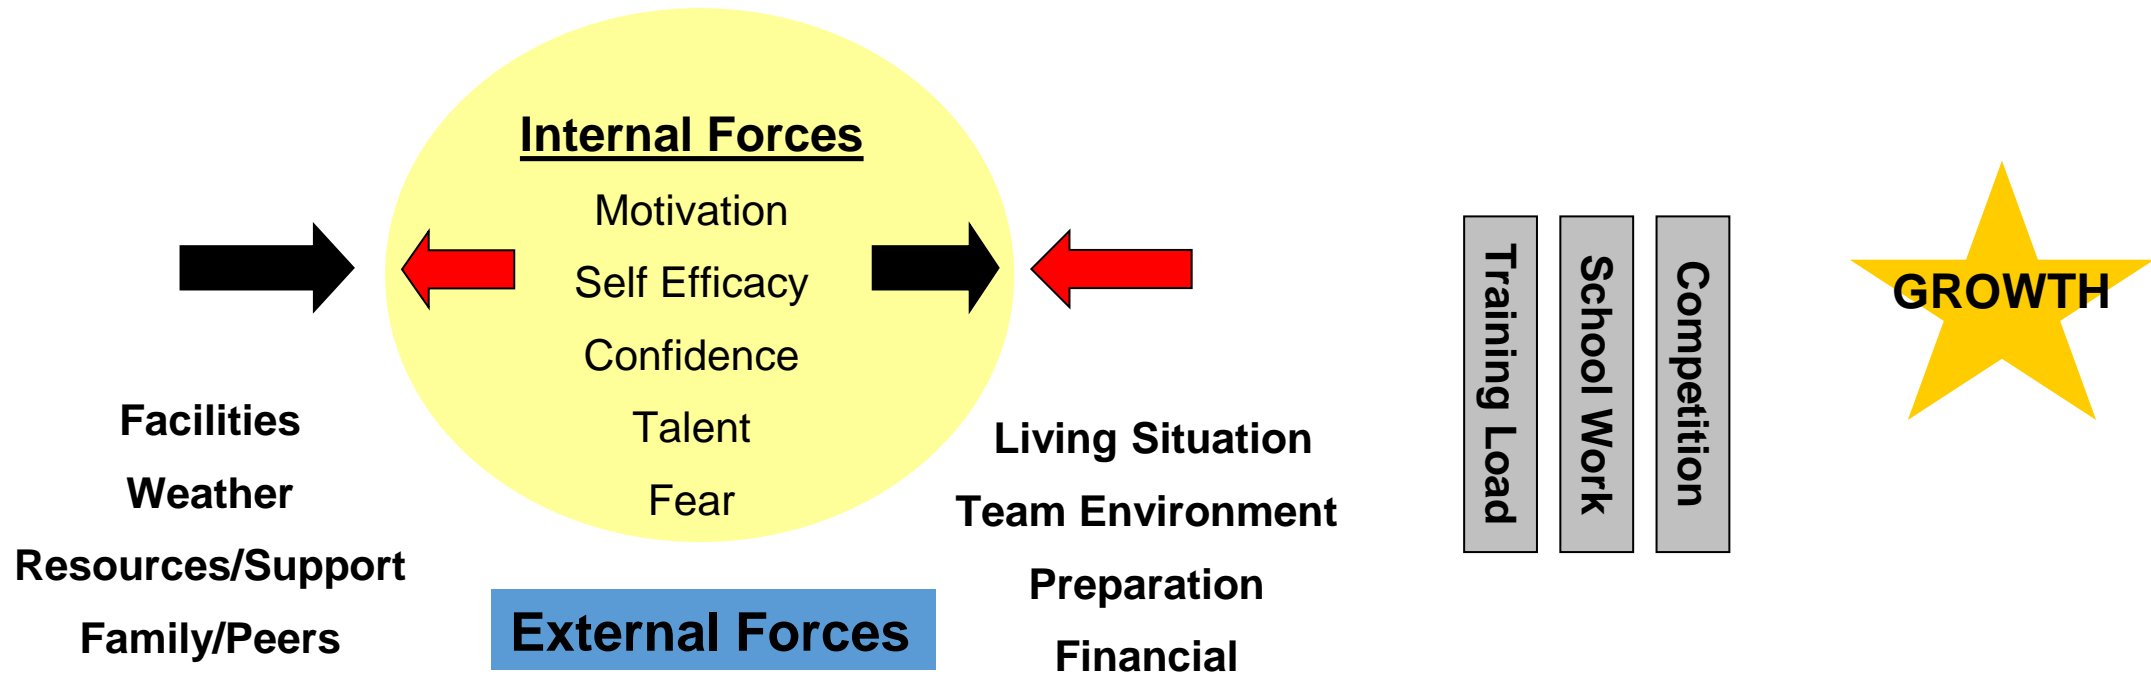 Internal Forces
Motivation
Self Efficacy
Confidence
Talent
Fear
Facilities
Weather
Resources/Support
Family/Peers
External Forces
Living Situation
Team Environment
Preparation
Financial
Training Load
School Work
Competition
GROWTH